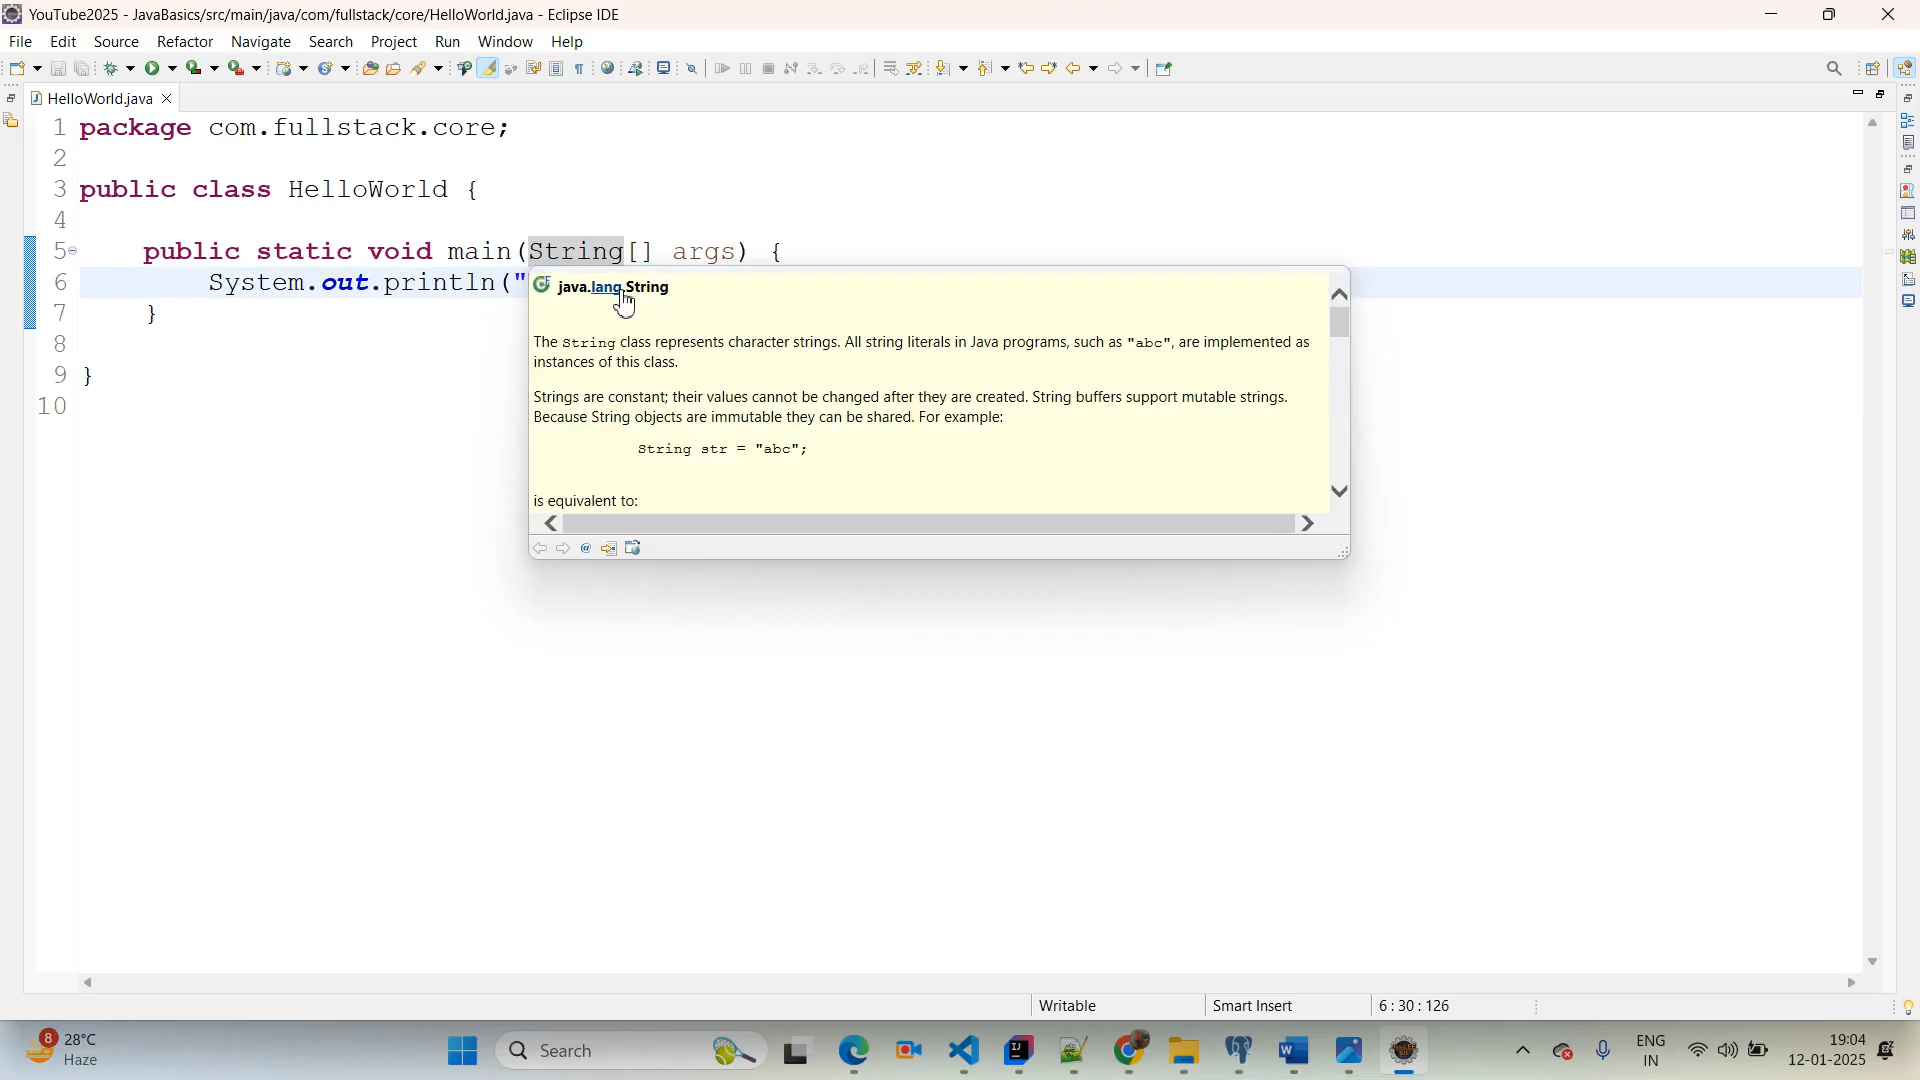 YouTube2025 - JavaBasics/src/main/java/com/fullstack/core/HelloWorld.java - Eclipse IDE
File Edit Source Refactor Navigate Search Project Run Window Help
HelloWorld.java
1 package com.fullstack.core;
2
3 public class HelloWorld {
4
5 public static void main(String[] args) {
6 System.out.println("
7 }
8
9 }
10
java.lang.String
The String class represents character strings. All string literals in Java programs, such as "abc", are implemented as
instances of this class.
Strings are constant; their values cannot be changed after they are created. String buffers support mutable strings.
Because String objects are immutable they can be shared. For example:
String str = "abc";
is equivalent to:
Writable Smart Insert 6 : 30 : 126
8 28°C
Haze
Search
ENG
IN
19:04
12-01-2025